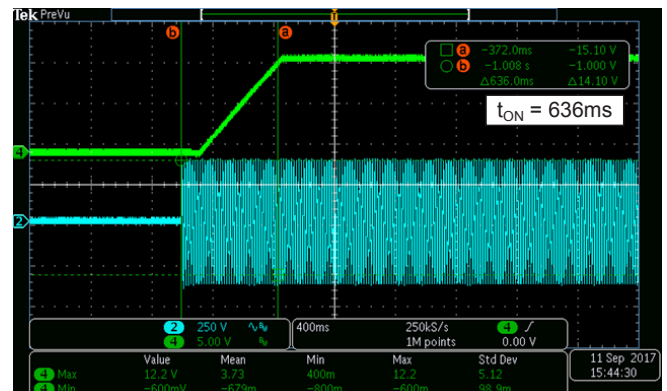 Tek PreVu
b a
a −372.0ms −15.10 V
b −1.008 s −1.000 V
△636.0ms △14.10 V
tON = 636ms
4
2
2 250 V 400ms 250kS/s 4
4 5.00 V 1M points 0.00 V
Value Mean Min Max Std Dev
4 Max 12.2 V 3.73 400m 12.2 5.12
4 Min −600mV −679m −800m −600m 98.9m
11 Sep 2017
15:44:30